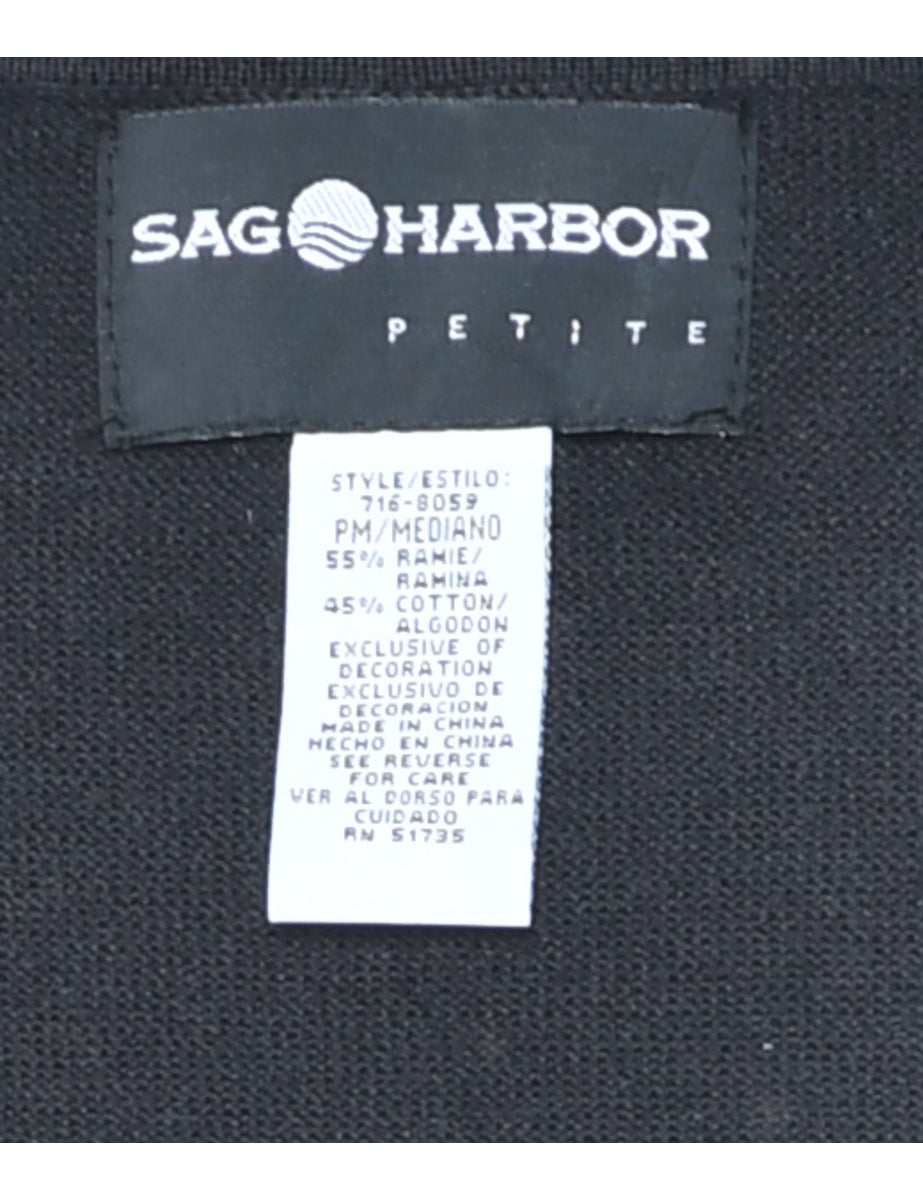 SAG HARBOR
PETITE
STYLE/ESTILO:
716-8059
PM/MEDIANO
55% RAMIE/
RAMINA
45% COTTON/
ALGODON
EXCLUSIVE OF
DECORATION
EXCLUSIVO DE
DECORACION
MADE IN CHINA
HECHO EN CHINA
SEE REVERSE
FOR CARE
VER AL DORSO PARA
CUIDADO
RN 51735